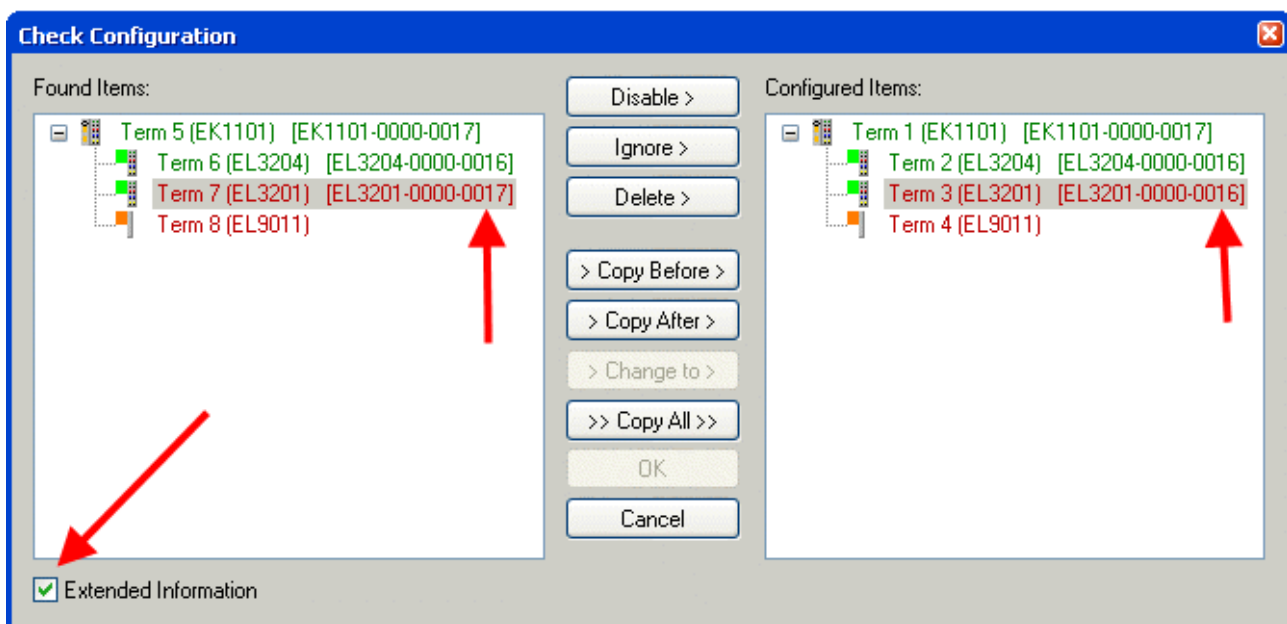 Check Configuration
Found Items:
Term 5 (EK1101) [EK1101-0000-0017]
Term 6 (EL3204) [EL3204-0000-0016]
Term 7 (EL3201) [EL3201-0000-0017]
Term 8 (EL9011)
Disable >
Ignore >
Delete >
> Copy Before >
> Copy After >
> Change to >
>> Copy All >>
OK
Cancel
Configured Items:
Term 1 (EK1101) [EK1101-0000-0017]
Term 2 (EL3204) [EL3204-0000-0016]
Term 3 (EL3201) [EL3201-0000-0016]
Term 4 (EL9011)
Extended Information